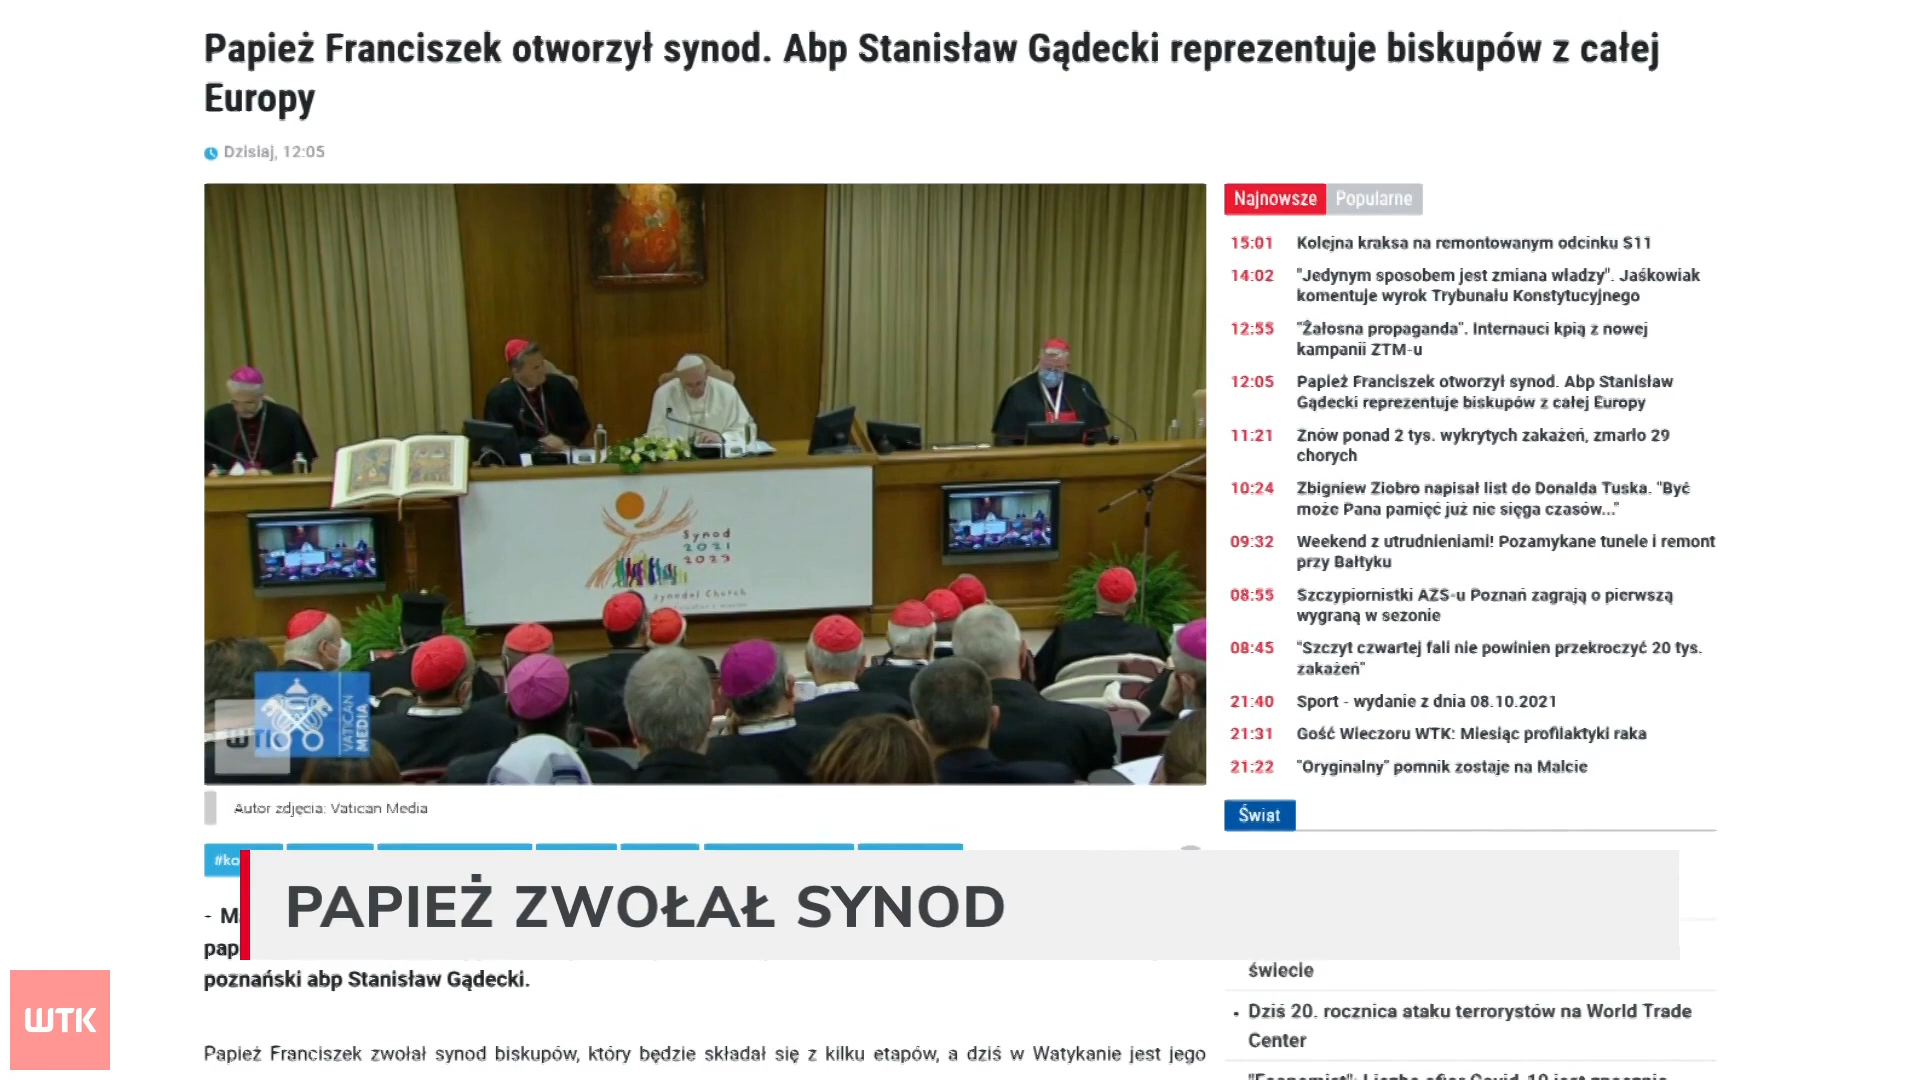 Papież Franciszek otworzył synod. Abp Stanisław Gądecki reprezentuje biskupów z całej
Europy
Dzisiaj, 12:05
Synod
2021
2023
Synodal Church
VATICAN
MEDIA
Autor zdjęcia: Vatican Media
#ko
PAPIEŻ ZWOŁAŁ SYNOD
poznański abp Stanisław Gądecki.
Papież Franciszek zwołał synod biskupów, który będzie składał się z kilku etapów, a dziś w Watykanie jest jego
WTK
Najnowsze Popularne
15:01 Kolejna kraksa na remontowanym odcinku S11
14:02 "Jedynym sposobem jest zmiana władzy". Jaśkowiak
komentuje wyrok Trybunału Konstytucyjnego
12:55 "Żałosna propaganda". Internauci kpią z nowej
kampanii ZTM-u
12:05 Papież Franciszek otworzył synod. Abp Stanisław
Gądecki reprezentuje biskupów z całej Europy
11:21 Znów ponad 2 tys. wykrytych zakażeń, zmarło 29
chorych
10:24 Zbigniew Ziobro napisał list do Donalda Tuska. "Być
może Pana pamięć już nie sięga czasów..."
09:32 Weekend z utrudnieniami! Pozamykane tunele i remont
przy Bałtyku
08:55 Szczypiornistki AZS-u Poznań zagrają o pierwszą
wygraną w sezonie
08:45 "Szczyt czwartej fali nie powinien przekroczyć 20 tys.
zakażeń"
21:40 Sport - wydanie z dnia 08.10.2021
21:31 Gość Wieczoru WTK: Miesiąc profilaktyki raka
21:22 "Oryginalny" pomnik zostaje na Malcie
Świat
świecie
• Dziś 20. rocznica ataku terrorystów na World Trade
Center